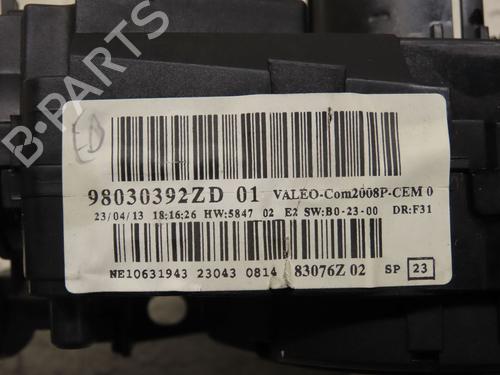 B-PARTS
98030392ZD 01 VALEO-Com2008P-CEM 0
23/04/13 18:16:26 HW:5847 02 E2 SW:B0-23-00 DR:F31
NE10631943 23043 0814 83076Z 02 SP 23